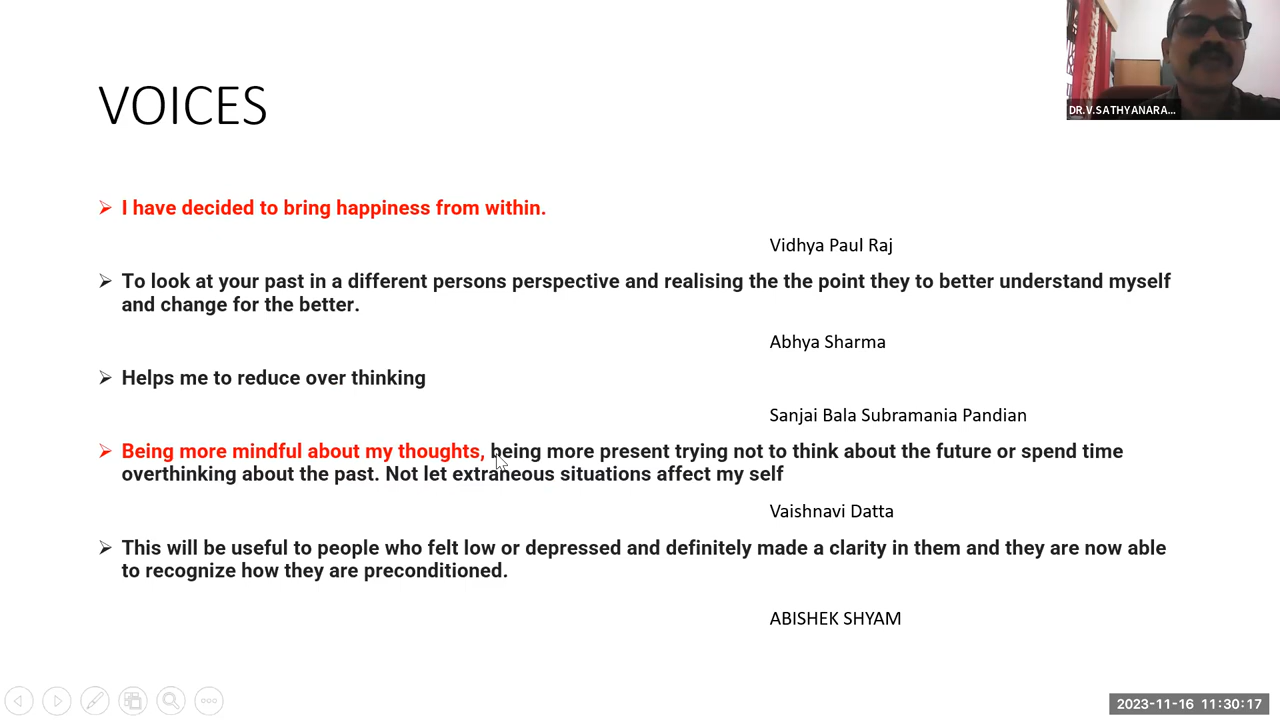 DR.V.SATHYANARA...
VOICES
I have decided to bring happiness from within.
Vidhya Paul Raj
To look at your past in a different persons perspective and realising the the point they to better understand myself
and change for the better.
Abhya Sharma
Helps me to reduce over thinking
Sanjai Bala Subramania Pandian
Being more mindful about my thoughts, being more present trying not to think about the future or spend time
overthinking about the past. Not let extraneous situations affect my self
Vaishnavi Datta
This will be useful to people who felt low or depressed and definitely made a clarity in them and they are now able
to recognize how they are preconditioned.
ABISHEK SHYAM
2023-11-16 11:30:17